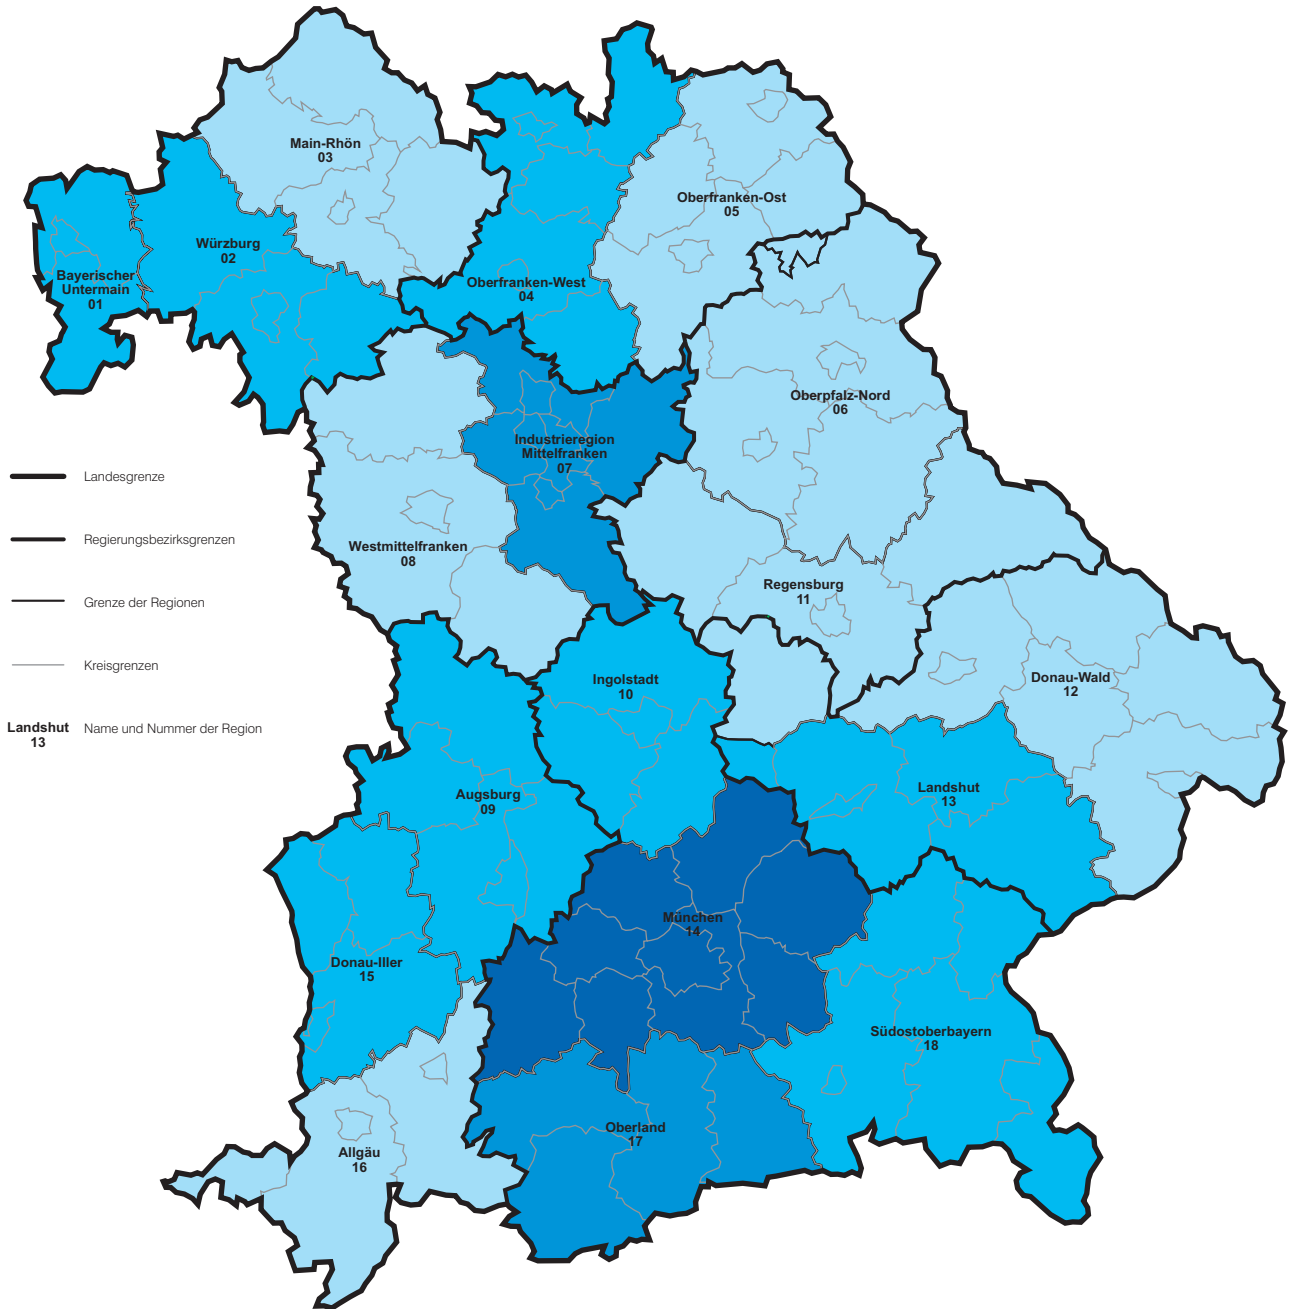 Main-Rhön
03
Oberfranken-Ost
05
Würzburg
02
Bayerischer
Untermain
01
Oberfranken-West
04
Oberpfalz-Nord
06
Industrieregion
Mittelfranken
07
Landesgrenze
Regierungsbezirksgrenzen
Westmittelfranken
08
Regensburg
11
Grenze der Regionen
Kreisgrenzen
Ingolstadt
10
Donau-Wald
12
Landshut
13
Name und Nummer der Region
Augsburg
09
Landshut
13
München
14
Donau-Iller
15
Südostoberbayern
18
Oberland
17
Allgäu
16